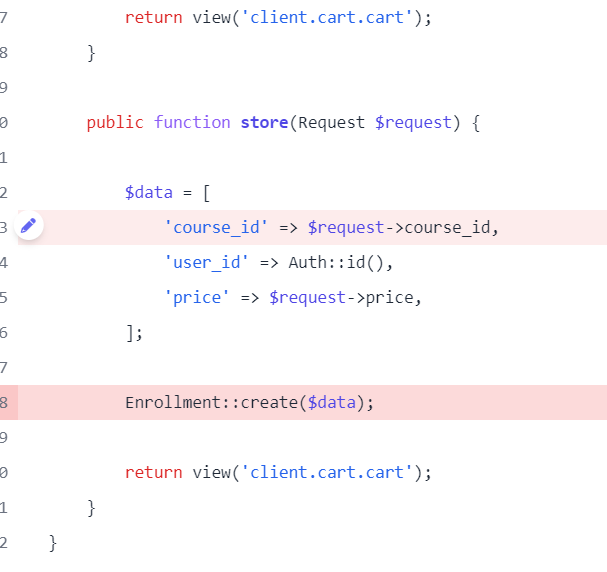 7 return view('client.cart.cart');
8 }
9
0 public function store(Request $request) {
1
2 $data = [
3 'course_id' => $request->course_id,
4 'user_id' => Auth::id(),
5 'price' => $request->price,
6 ];
7
8 Enrollment::create($data);
9
0 return view('client.cart.cart');
1 }
2 }